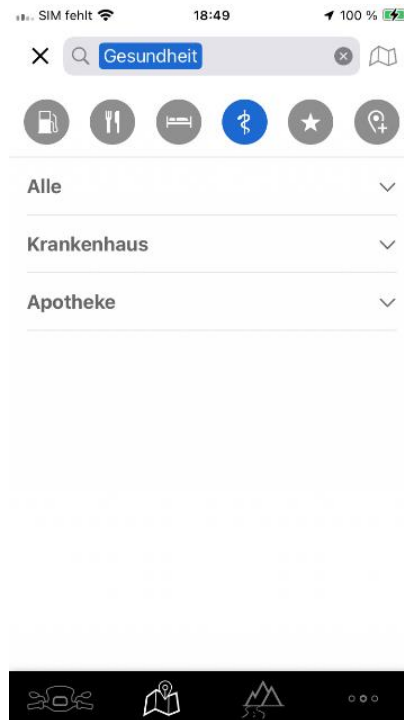 SIM fehlt 18:49 100 %
Gesundheit
Alle
Krankenhaus
Apotheke